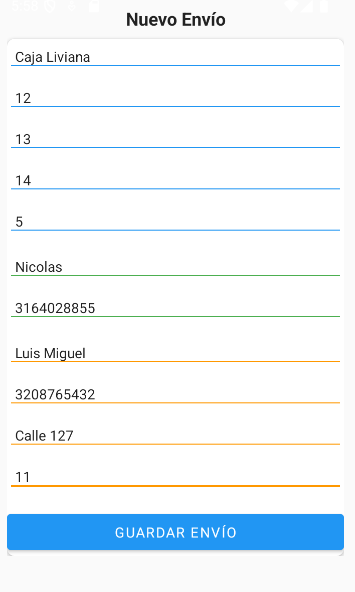 Nuevo Envío
Caja Liviana
12
13
14
5
Nicolas
3164028855
Luis Miguel
3208765432
Calle 127
11
GUARDAR ENVÍO